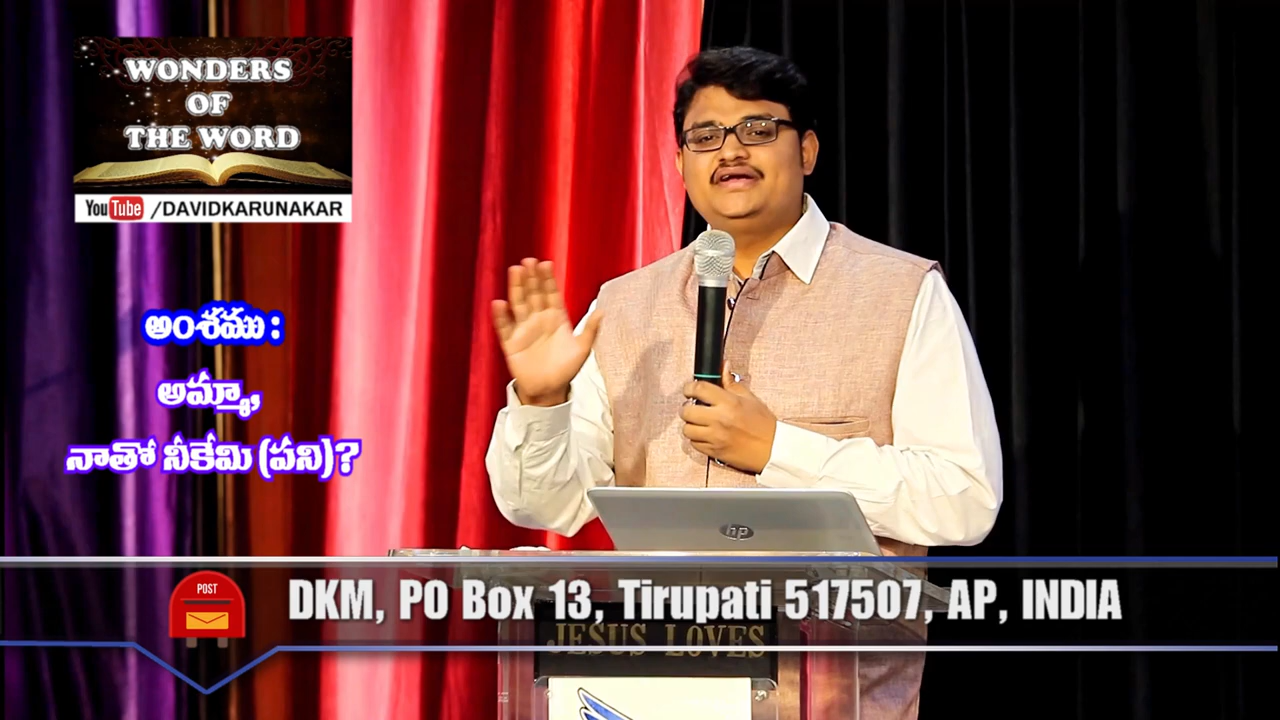 WONDERS
OF
THE WORD
YouTube /DAVIDKARUNAKAR
అంశము :
అమ్మా,
నాతో నీకేమి (పని)?
hp
POST
DKM, PO Box 13, Tirupati 517507, AP, INDIA
JESUS LOVES